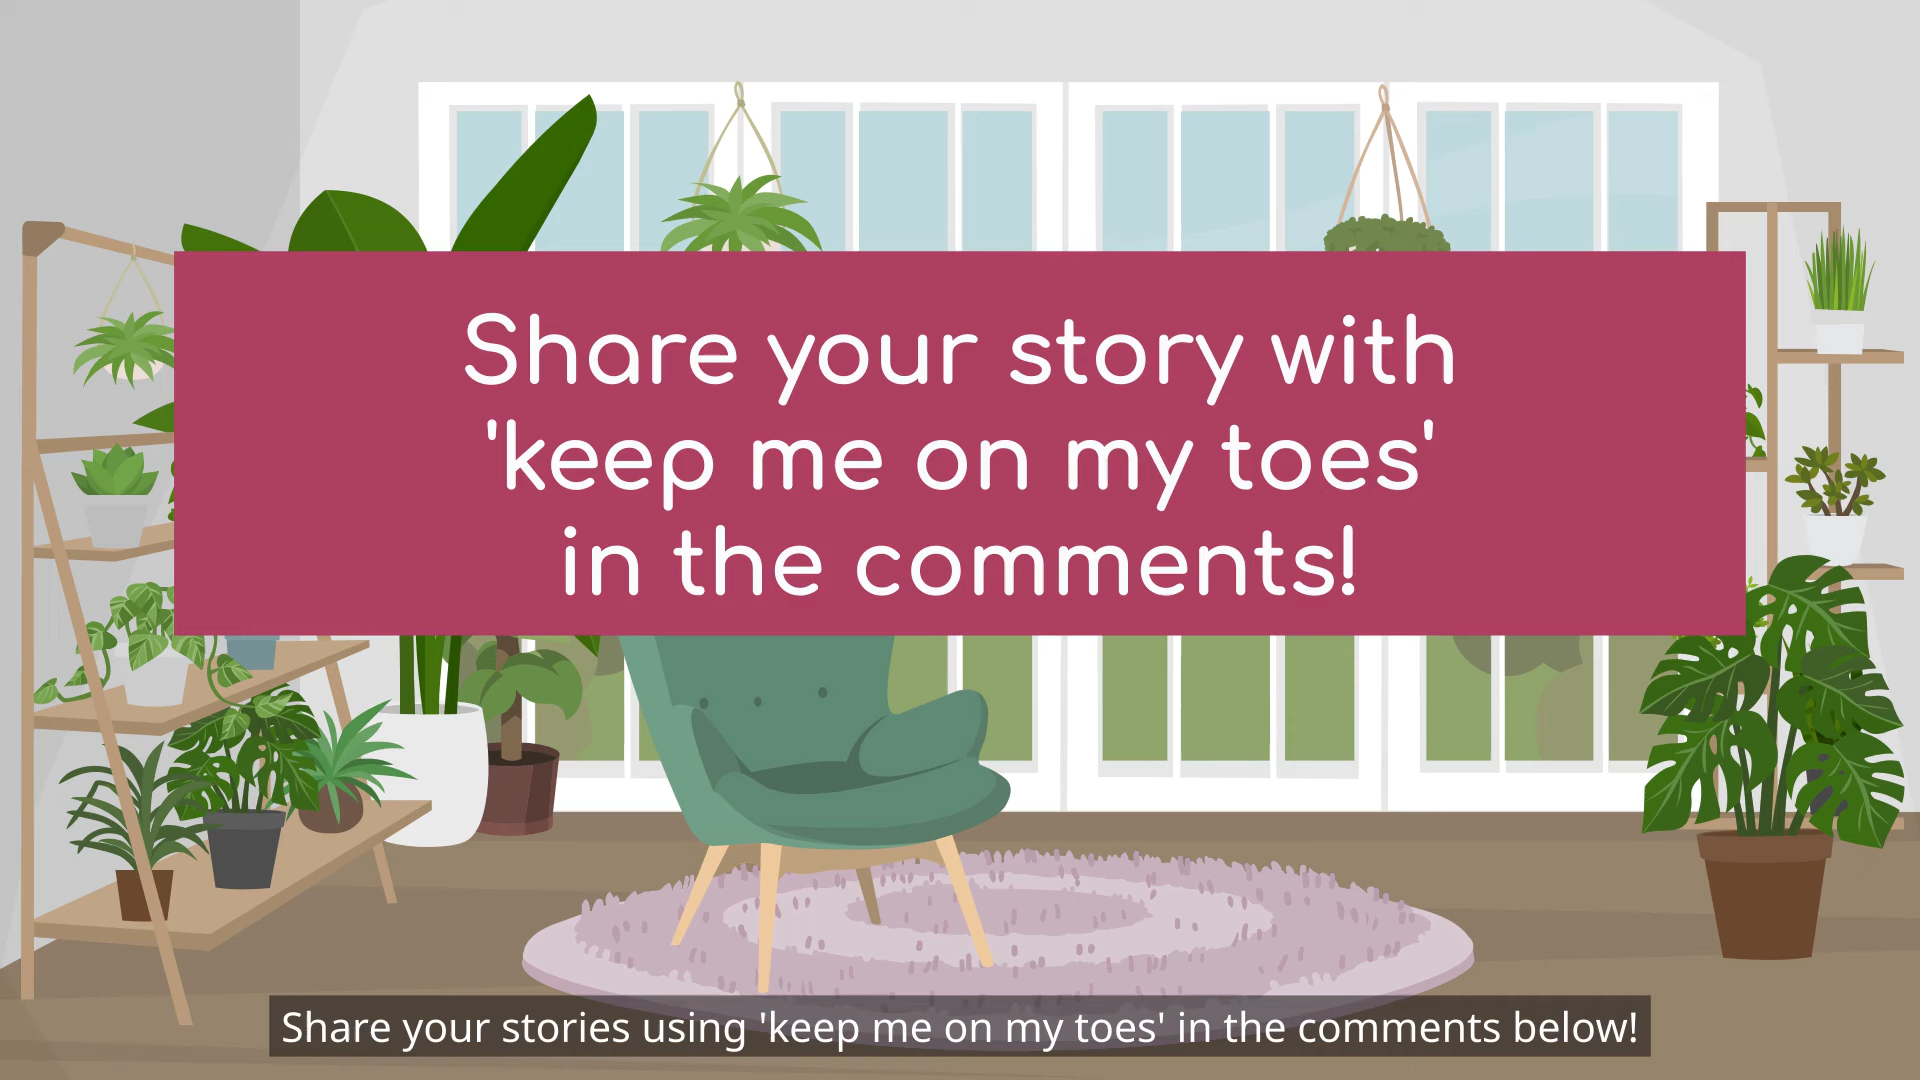 Share your story with
'keep me on my toes'
in the comments!
Share your stories using 'keep me on my toes' in the comments below!